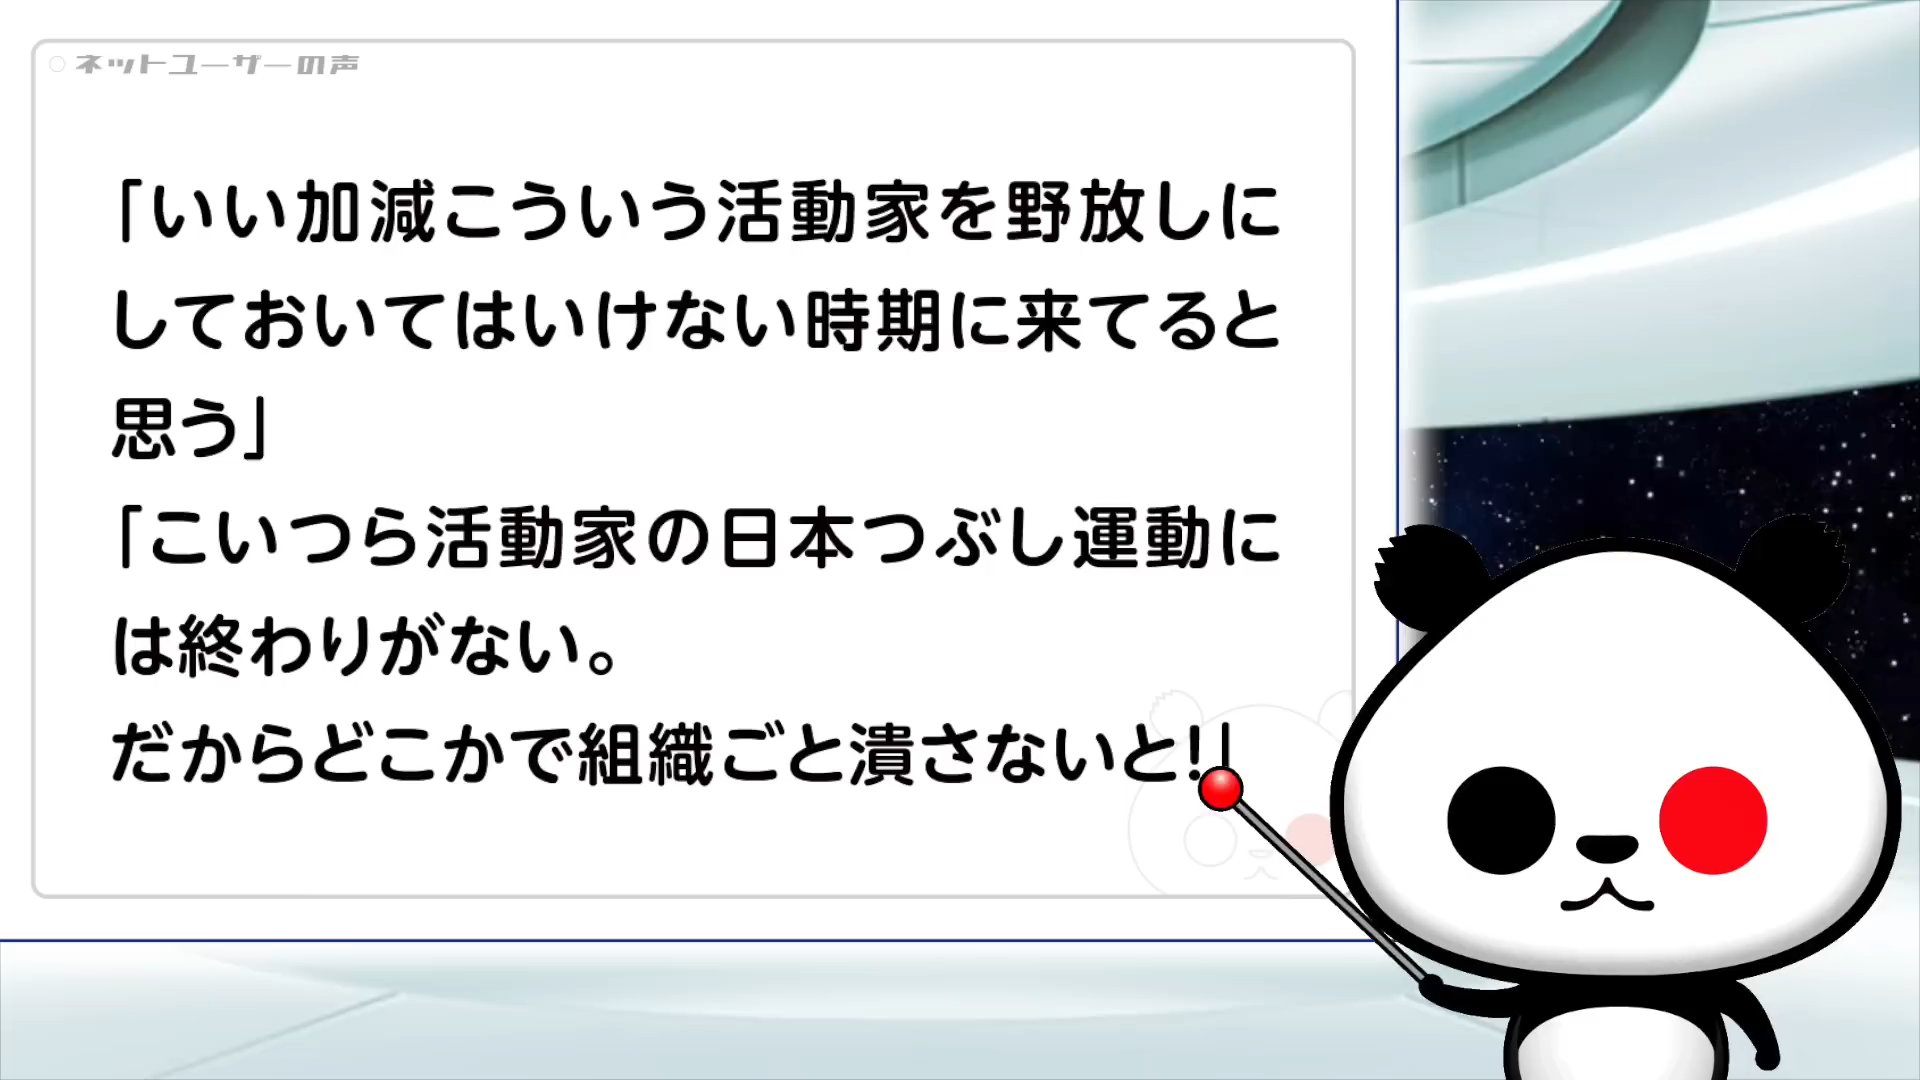 ネットユーザーの声
「いい加減こういう活動家を野放しに
しておいてはいけない時期に来てると
思う」
「こいつら活動家の日本つぶし運動に
は終わりがない。
だからどこかで組織ごと潰さないと!」